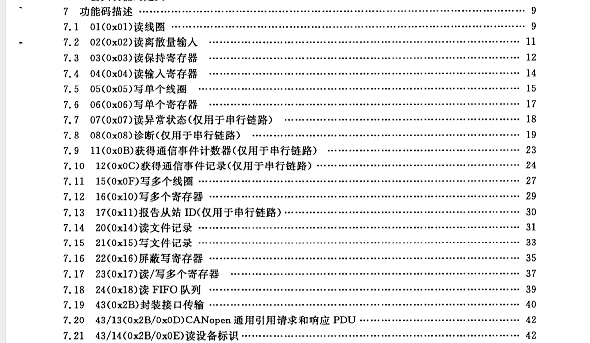 7 功能码描述 …… 9
7.1 01(0x01)读线圈 …… 9
7.2 02(0x02)读离散量输入 …… 11
7.3 03(0x03)读保持寄存器 …… 12
7.4 04(0x04)读输入寄存器 …… 14
7.5 05(0x05)写单个线圈 …… 15
7.6 06(0x06)写单个寄存器 …… 17
7.7 07(0x07)读异常状态(仅用于串行链路) …… 18
7.8 08(0x08)诊断(仅用于串行链路) …… 19
7.9 11(0x0B)获得通信事件计数器(仅用于串行链路) …… 23
7.10 12(0x0C)获得通信事件记录(仅用于串行链路) …… 24
7.11 15(0x0F)写多个线圈 …… 27
7.12 16(0x10)写多个寄存器 …… 29
7.13 17(0x11)报告从站 ID(仅用于串行链路) …… 30
7.14 20(0x14)读文件记录 …… 31
7.15 21(0x15)写文件记录 …… 33
7.16 22(0x16)屏蔽写寄存器 …… 35
7.17 23(0x17)读/写多个寄存器 …… 37
7.18 24(0x18)读 FIFO 队列 …… 39
7.19 43(0x2B)封装接口传输 …… 40
7.20 43/13(0x2B/0x0D)CANopen 通用引用请求和响应 PDU …… 42
7.21 43/14(0x2B/0x0E)读设备标识 …… 42